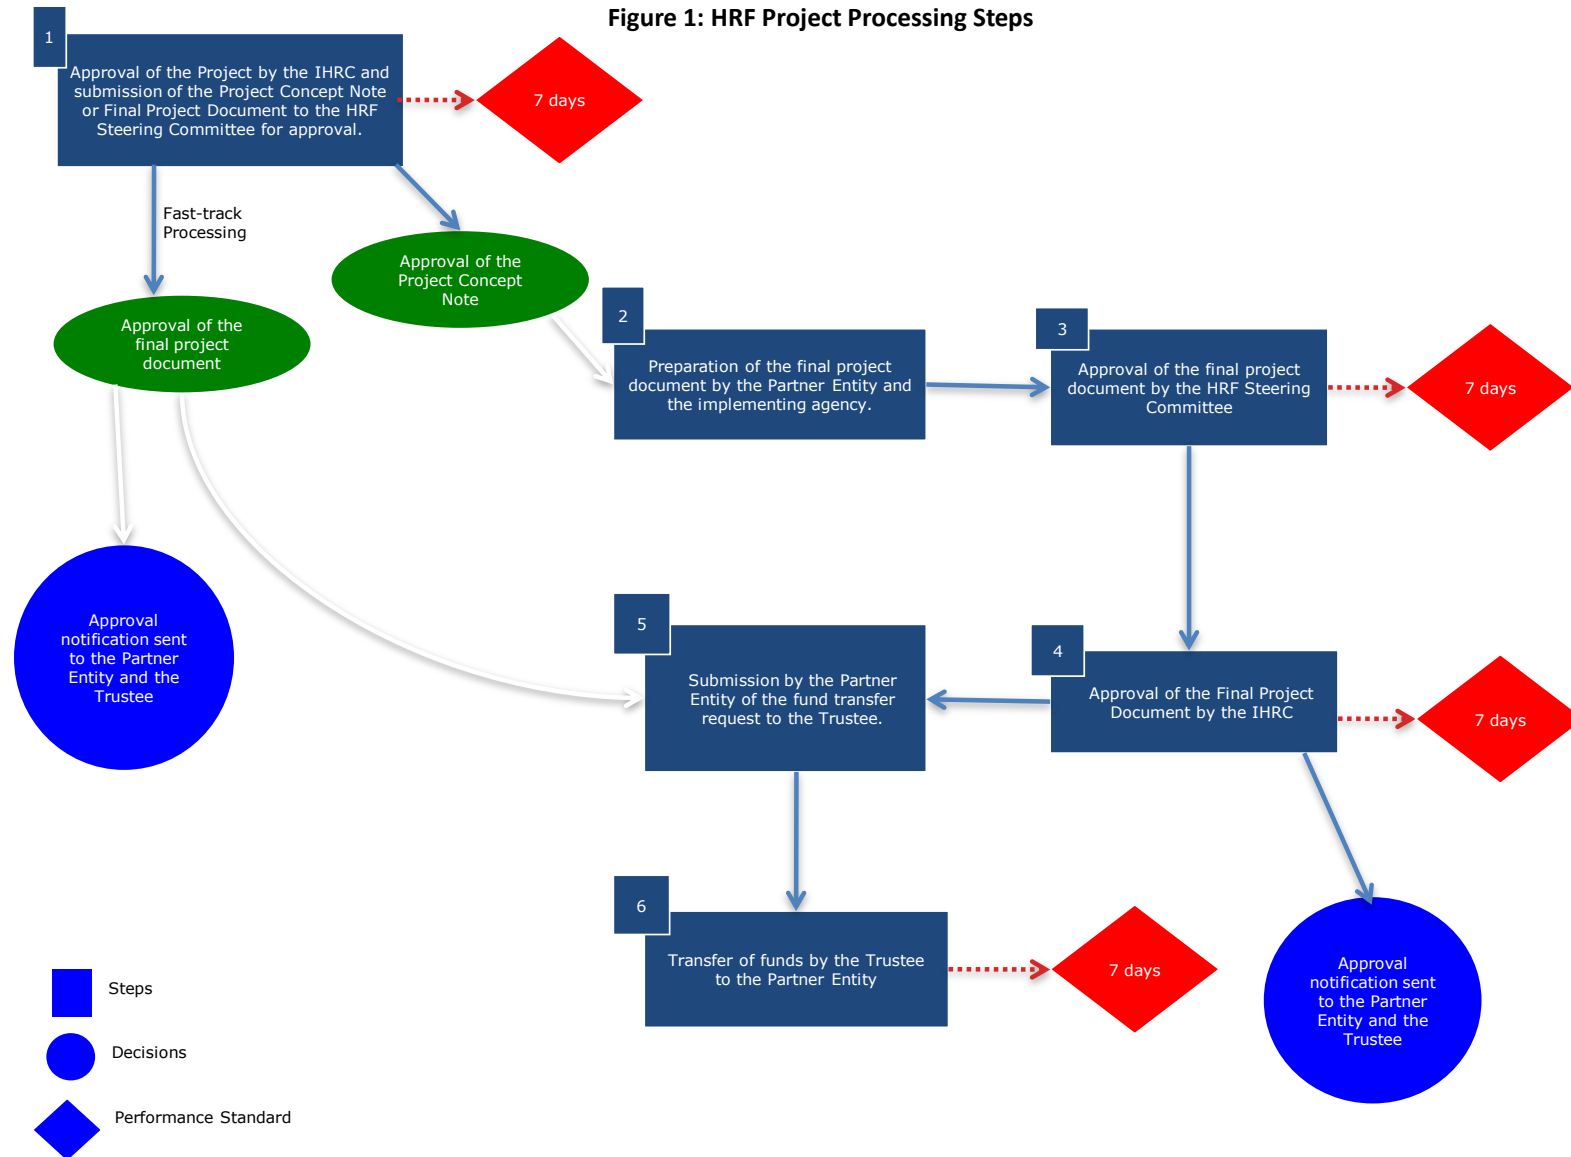 Figure 1: HRF Project Processing Steps
1
Approval of the Project by the IHRC and
submission of the Project Concept Note
or Final Project Document to the HRF
Steering Committee for approval.
7 days
Fast-track
Processing
Approval of the
Project Concept
Note
Approval of the
final project
document
2
Preparation of the final project
document by the Partner Entity and
the implementing agency.
3
Approval of the final project
document by the HRF Steering
Committee
7 days
Approval
notification sent
to the Partner
Entity and the
Trustee
5
Submission by the Partner
Entity of the fund transfer
request to the Trustee.
4
Approval of the Final Project
Document by the IHRC
7 days
6
Transfer of funds by the Trustee
to the Partner Entity
7 days
Approval
notification sent
to the Partner
Entity and the
Trustee
Steps
Decisions
Performance Standard